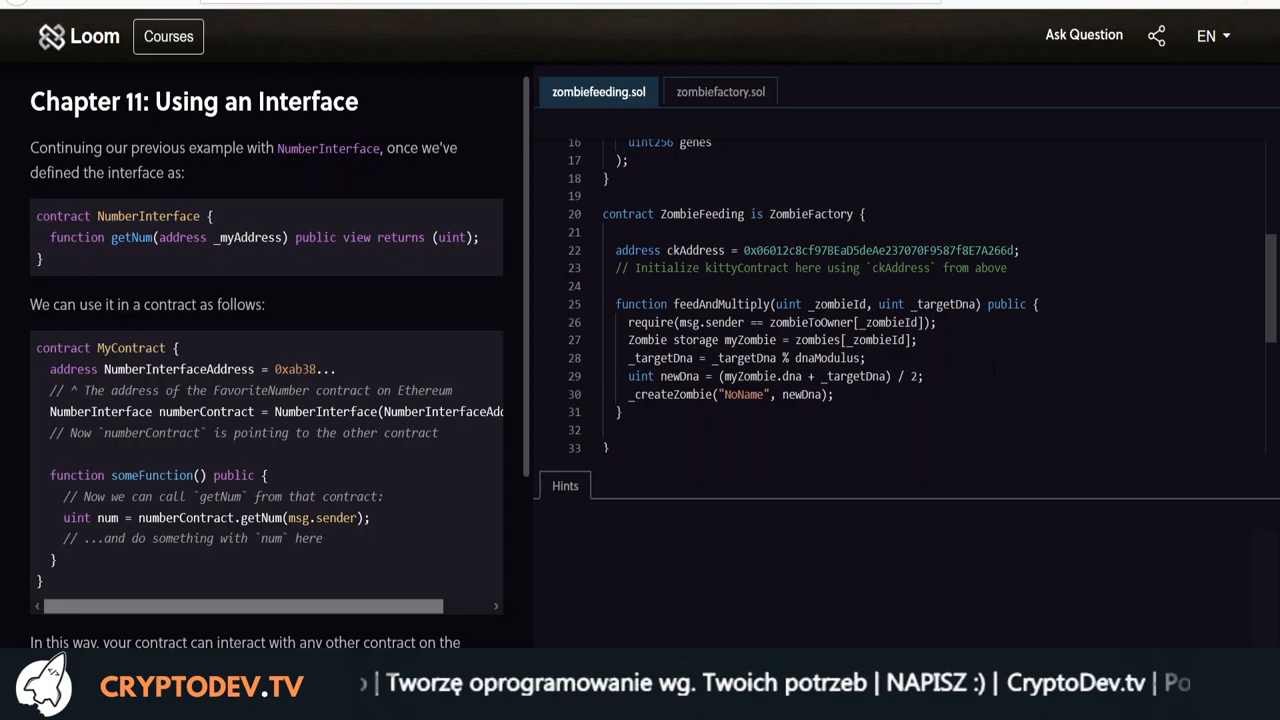 Loom
Courses
Ask Question
EN
Chapter 11: Using an Interface
Continuing our previous example with NumberInterface, once we've
defined the interface as:
contract NumberInterface {
function getNum(address _myAddress) public view returns (uint);
}
We can use it in a contract as follows:
contract MyContract {
address NumberInterfaceAddress = 0xab38...
// ^ The address of the FavoriteNumber contract on Ethereum
NumberInterface numberContract = NumberInterface(NumberInterfaceAdd
// Now `numberContract` is pointing to the other contract
function someFunction() public {
// Now we can call `getNum` from that contract:
uint num = numberContract.getNum(msg.sender);
// ...and do something with `num` here
}
}
In this way, your contract can interact with any other contract on the
zombiefeeding.sol
zombiefactory.sol
16 uint256 genes
17 );
18 }
19
20 contract ZombieFeeding is ZombieFactory {
21
22 address ckAddress = 0x06012c8cf97BEaD5deAe237070F9587f8E7A266d;
23 // Initialize kittyContract here using `ckAddress` from above
24
25 function feedAndMultiply(uint _zombieId, uint _targetDna) public {
26 require(msg.sender == zombieToOwner[_zombieId]);
27 Zombie storage myZombie = zombies[_zombieId];
28 _targetDna = _targetDna % dnaModulus;
29 uint newDna = (myZombie.dna + _targetDna) / 2;
30 _createZombie("NoName", newDna);
31 }
32
33 }
Hints
CRYPTODEV.TV
| Tworzę oprogramowanie wg. Twoich potrzeb | NAPISZ :) | CryptoDev.tv | Po